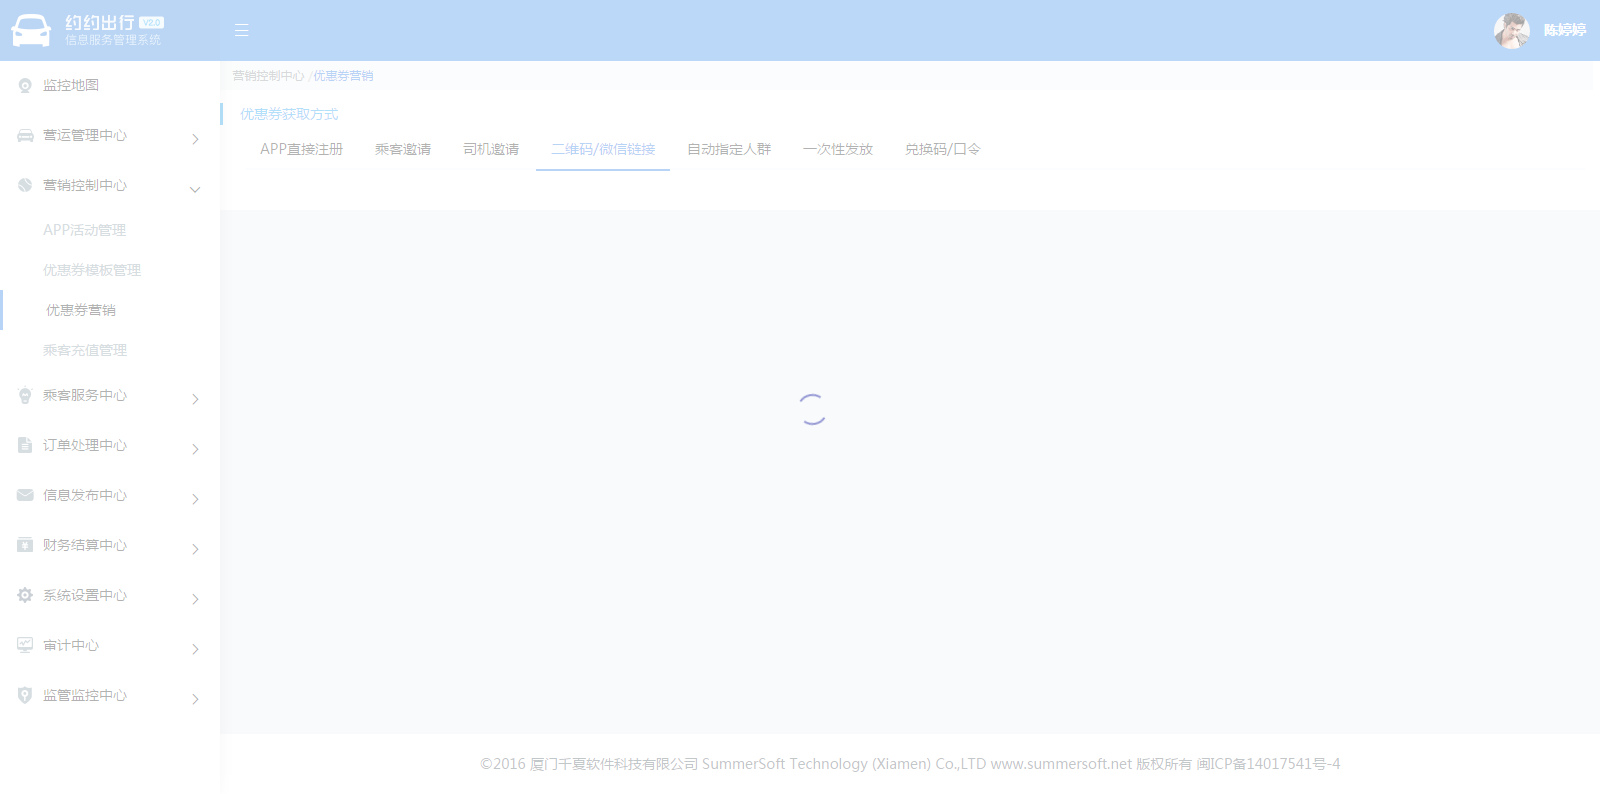 约约出行 V2.0
信息服务管理系统
陈婷婷
监控地图
营运管理中心
营销控制中心
APP活动管理
优惠券模板管理
优惠券营销
乘客充值管理
乘客服务中心
订单处理中心
信息发布中心
财务结算中心
系统设置中心
审计中心
监管监控中心
营销控制中心 /优惠券营销
优惠券获取方式
APP直接注册 乘客邀请 司机邀请 二维码/微信链接 自动指定人群 一次性发放 兑换码/口令
©2016 厦门千夏软件科技有限公司 SummerSoft Technology (Xiamen) Co.,LTD www.summersoft.net 版权所有 闽ICP备14017541号-4